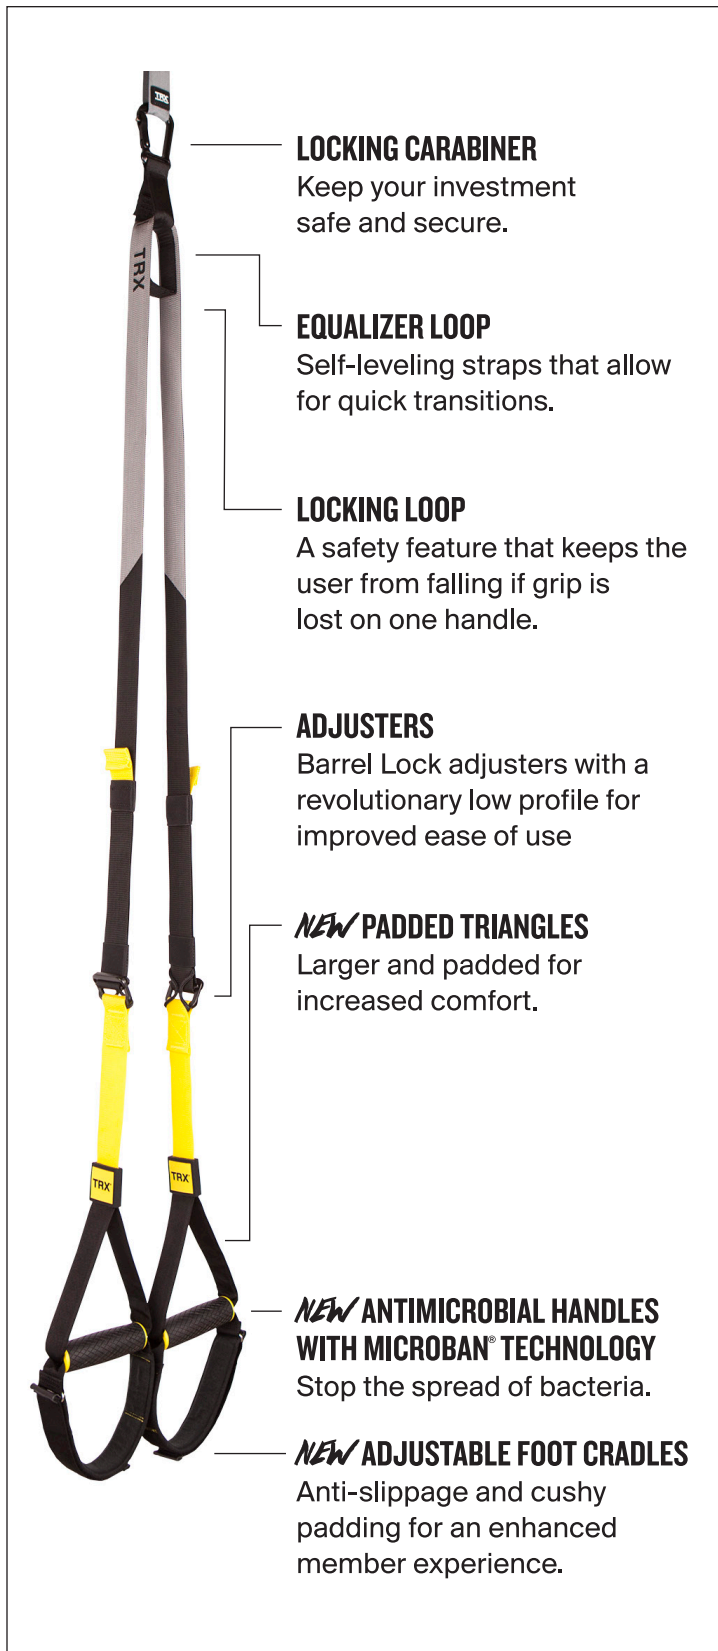 TRX
LOCKING CARABINER
Keep your investment
safe and secure.
TRX
EQUALIZER LOOP
Self-leveling straps that allow
for quick transitions.
LOCKING LOOP
A safety feature that keeps the
user from falling if grip is
lost on one handle.
ADJUSTERS
Barrel Lock adjusters with a
revolutionary low profile for
improved ease of use
NEW PADDED TRIANGLES
Larger and padded for
increased comfort.
TRX
TRX
NEW ANTIMICROBIAL HANDLES
WITH MICROBAN® TECHNOLOGY
Stop the spread of bacteria.
NEW ADJUSTABLE FOOT CRADLES
Anti-slippage and cushy
padding for an enhanced
member experience.